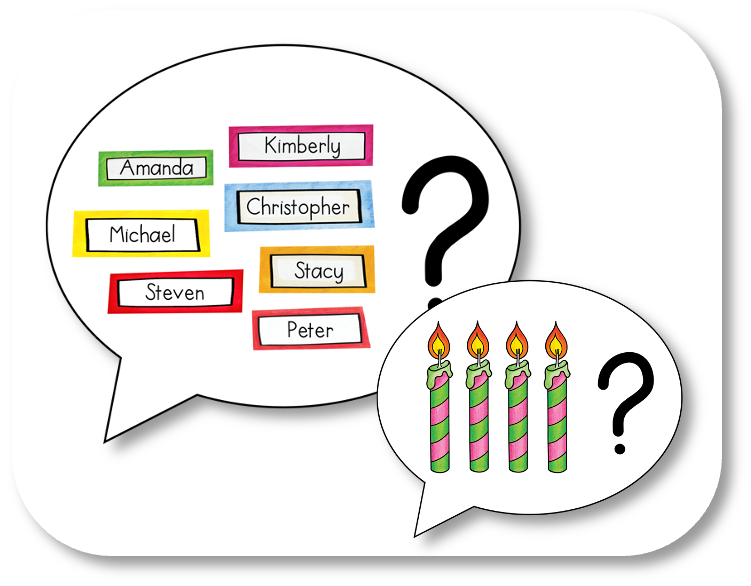 Kimberly
Amanda
Christopher
Michael
Stacy
Steven
Peter
?
?